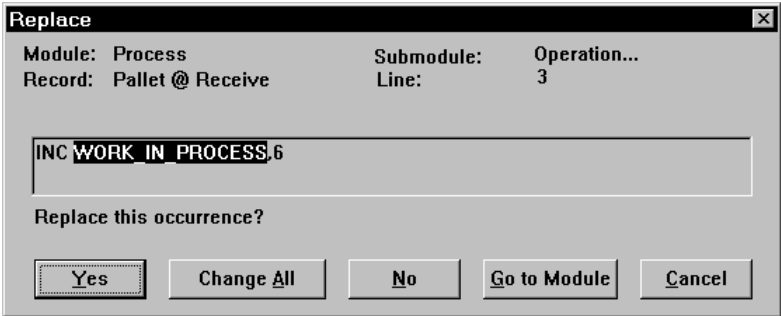 Replace
Module: Process Submodule: Operation...
Record: Pallet @ Receive Line: 3
INC WORK_IN_PROCESS,6
Replace this occurrence?
Yes Change All No Go to Module Cancel